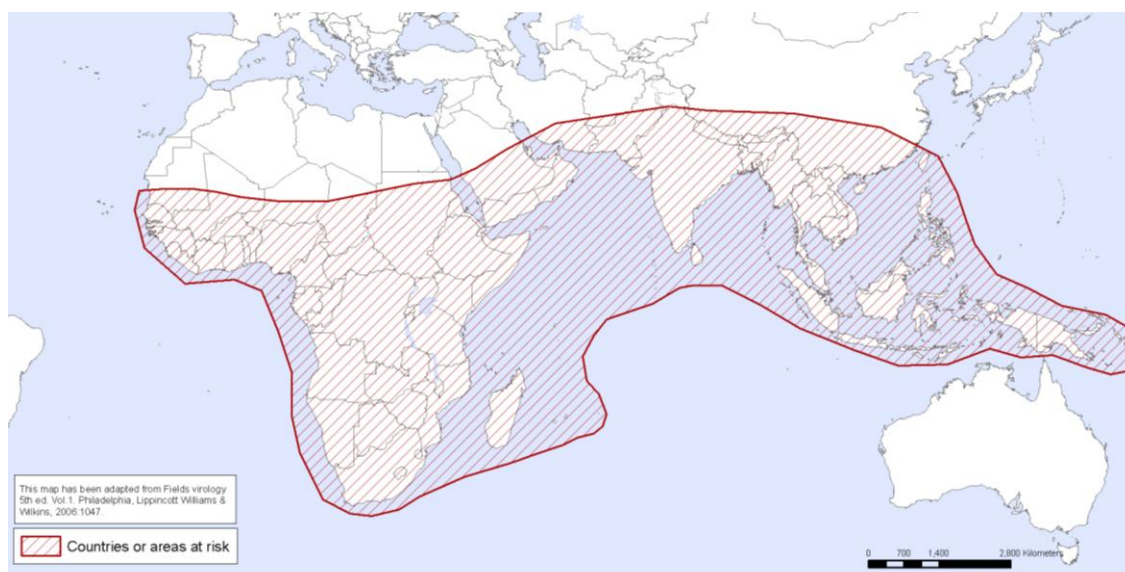 This map has been adapted from Fields virology
5th ed. Vol.1. Philadelphia, Lippincott Williams &
Wilkins, 2006:1047.
Countries or areas at risk
0 700 1,400 2,800 Kilometers